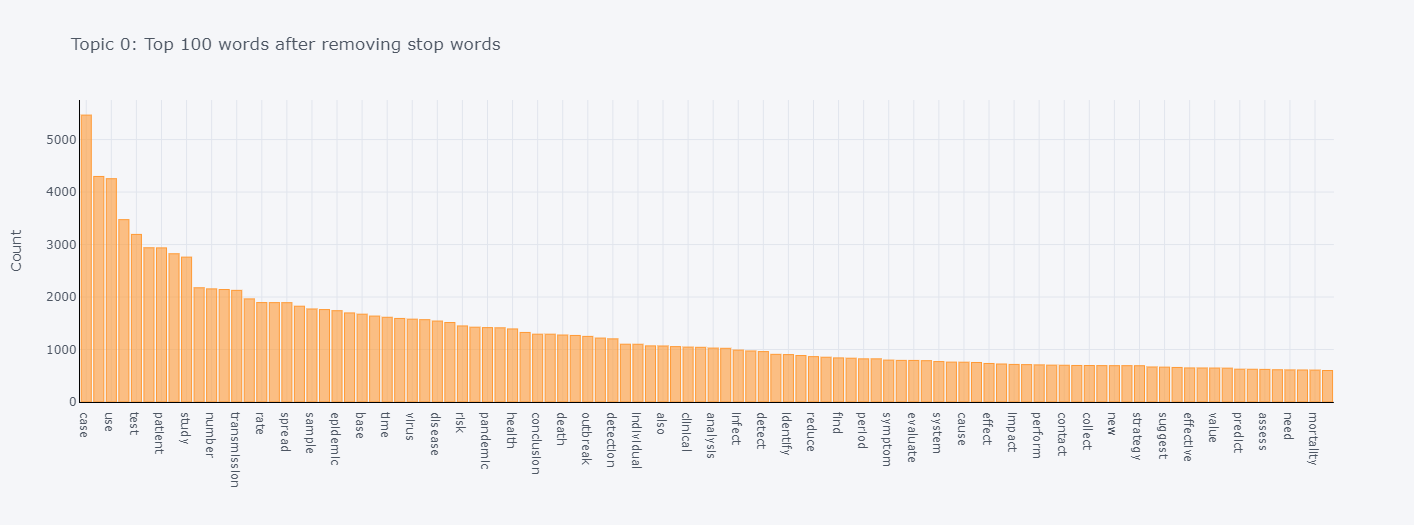 Topic 0: Top 100 words after removing stop words
Count
5000
4000
3000
2000
1000
0
case
use
test
patient
study
number
transmission
rate
spread
sample
epidemic
base
time
virus
disease
risk
pandemic
health
conclusion
death
outbreak
detection
individual
also
clinical
analysis
infect
detect
identify
reduce
find
period
symptom
evaluate
system
cause
effect
impact
perform
contact
collect
new
strategy
suggest
effective
value
predict
assess
need
mortality